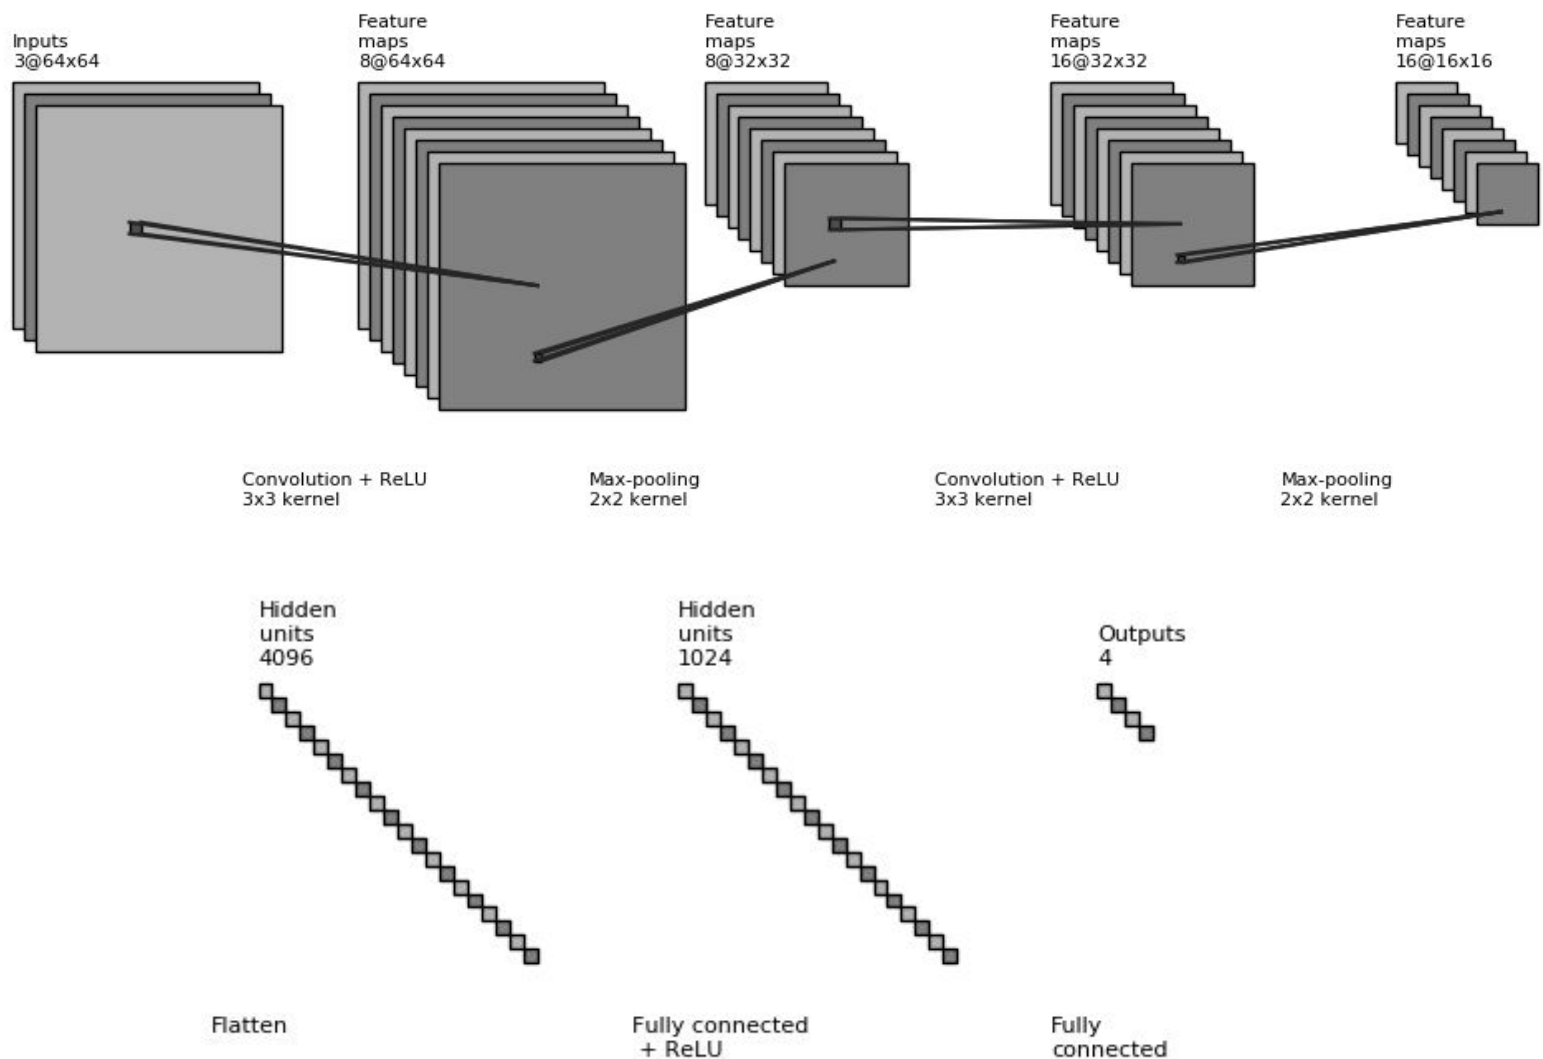 Inputs
3@64x64
Feature
maps
8@64x64
Feature
maps
8@32x32
Feature
maps
16@32x32
Feature
maps
16@16x16
Convolution + ReLU
3x3 kernel
Max-pooling
2x2 kernel
Convolution + ReLU
3x3 kernel
Max-pooling
2x2 kernel
Hidden
units
4096
Hidden
units
1024
Outputs
4
Flatten
Fully connected
+ ReLU
Fully
connected